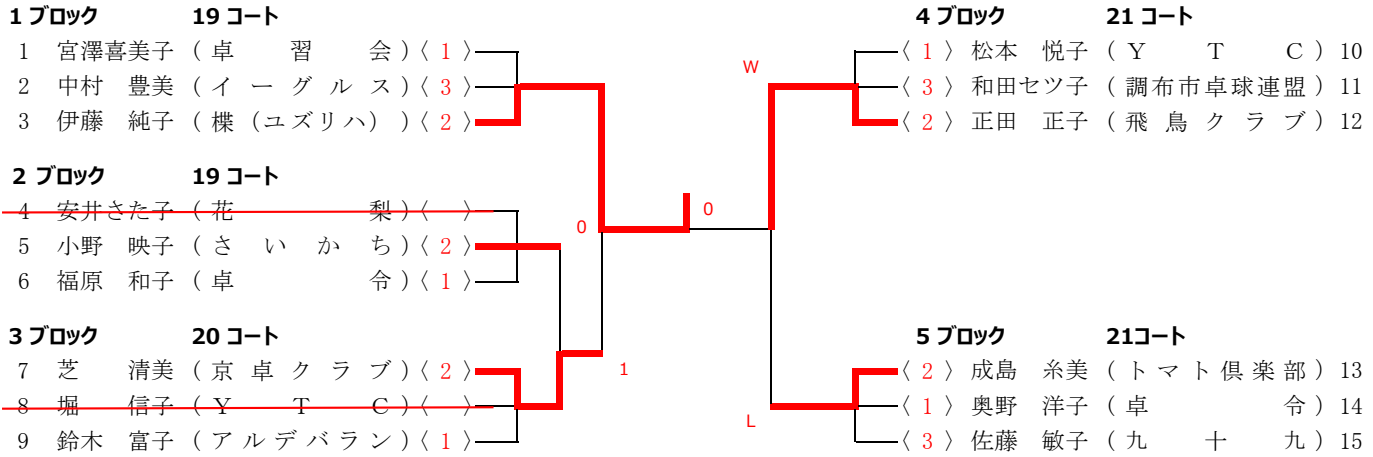 1 ブロック 19 コート
1 宮澤喜美子 ( 卓 習 会 ) 〈 1 〉
2 中村 豊美 ( イ ー グ ル ス ) 〈 3 〉
3 伊藤 純子 ( 楪 (ユズリハ) ) 〈 2 〉
2 ブロック 19 コート
4 安井さた子 ( 花 梨 ) 〈 〉
5 小野 映子 ( さ い か ち ) 〈 2 〉
6 福原 和子 ( 卓 令 ) 〈 1 〉
3 ブロック 20 コート
7 芝 清美 ( 京 卓 ク ラ ブ ) 〈 2 〉
8 堀 信子 ( Y T C ) 〈 〉
9 鈴木 富子 ( ア ル デ バ ラ ン ) 〈 1 〉
0
1
0
W
L
4 ブロック 21 コート
〈 1 〉 松本 悦子 ( Y T C ) 10
〈 3 〉 和田セツ子 ( 調布市卓球連盟 ) 11
〈 2 〉 正田 正子 ( 飛 鳥 ク ラ ブ ) 12
5 ブロック 21コート
〈 2 〉 成島 糸美 ( ト マ ト 倶 楽 部 ) 13
〈 1 〉 奥野 洋子 ( 卓 令 ) 14
〈 3 〉 佐藤 敏子 ( 九 十 九 ) 15